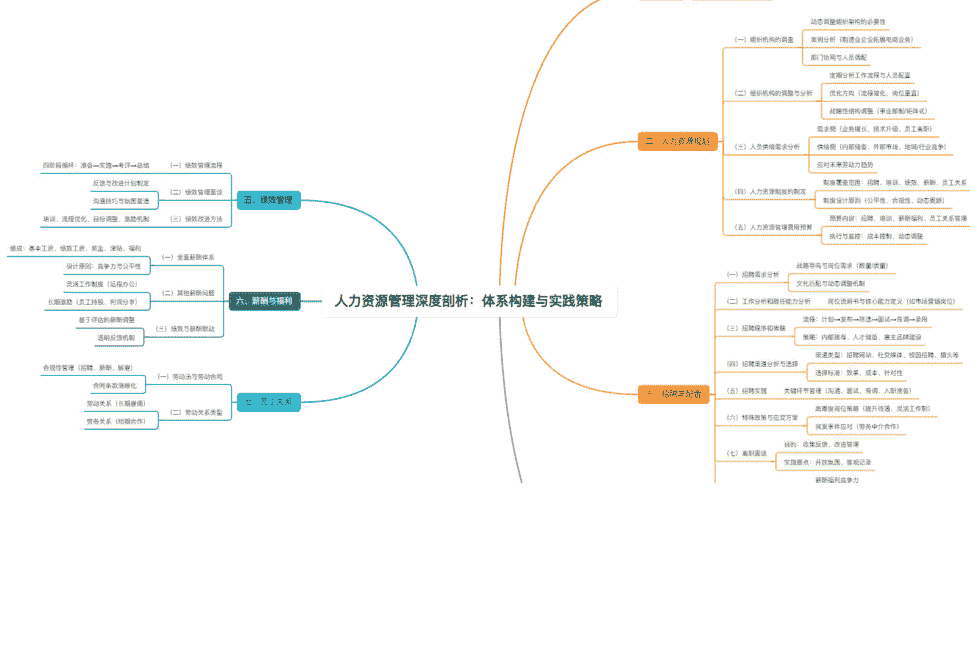 人力资源管理深度剖析：体系构建与实践策略
二、人力资源规划
（一）组织机构的调查
动态调整组织架构的必要性
案例分析（制造业企业拓展电商业务）
部门协同与人员调配
（二）组织机构的调整与分析
定期分析工作流程与人员配置
优化方向（流程简化、岗位重置）
战略性结构调整（事业部制/矩阵式）
（三）人员供给需求分析
需求侧（业务增长、技术升级、员工离职）
供给侧（内部储备、外部市场、地域/行业竞争）
应对未来劳动力趋势
（四）人力资源制度的制定
制度覆盖范围：招聘、培训、绩效、薪酬、员工关系
制度设计原则（公平性、合规性、动态更新）
（五）人力资源管理费用预算
预算内容：招聘、培训、薪酬福利、员工关系管理
执行与监控：成本控制、动态调整
（一）招聘需求分析
战略导向与岗位需求（数量/质量）
文化匹配与动态调整机制
（二）工作分析和胜任能力分析
岗位说明书与核心能力定义（如市场营销岗位）
（三）招聘程序和策略
流程：计划→发布→筛选→面试→背调→录用
策略：内部推荐、人才储备、雇主品牌建设
（四）招聘渠道分析与选择
渠道类型：招聘网站、社交媒体、校园招聘、猎头等
选择标准：效果、成本、针对性
（五）招聘实施
关键环节管理（沟通、面试、背调、入职准备）
（六）特殊政策与应变方案
高难度岗位策略（提升待遇、灵活工作制）
突发事件应对（劳务中介合作）
（七）离职面谈
目的：收集反馈、改进管理
实施要点：开放氛围、客观记录
薪酬福利竞争力
五、绩效管理
（一）绩效管理流程
四阶段循环：准备→实施→考评→总结
（二）绩效管理面谈
反馈与改进计划制定
沟通技巧与氛围营造
（三）绩效改进方法
培训、流程优化、目标调整、激励机制
六、薪酬与福利
（一）全面薪酬体系
组成：基本工资、绩效工资、奖金、津贴、福利
设计原则：竞争力与公平性
（二）其他薪酬问题
灵活工作制度（远程办公）
长期激励（员工持股、利润分享）
（三）绩效与薪酬联动
基于评估的薪酬调整
透明反馈机制
（一）劳动法与劳动合同
合规性管理（招聘、薪酬、解雇）
合同条款清晰化
（二）劳动关系类型
劳动关系（长期雇佣）
劳务关系（短期合作）